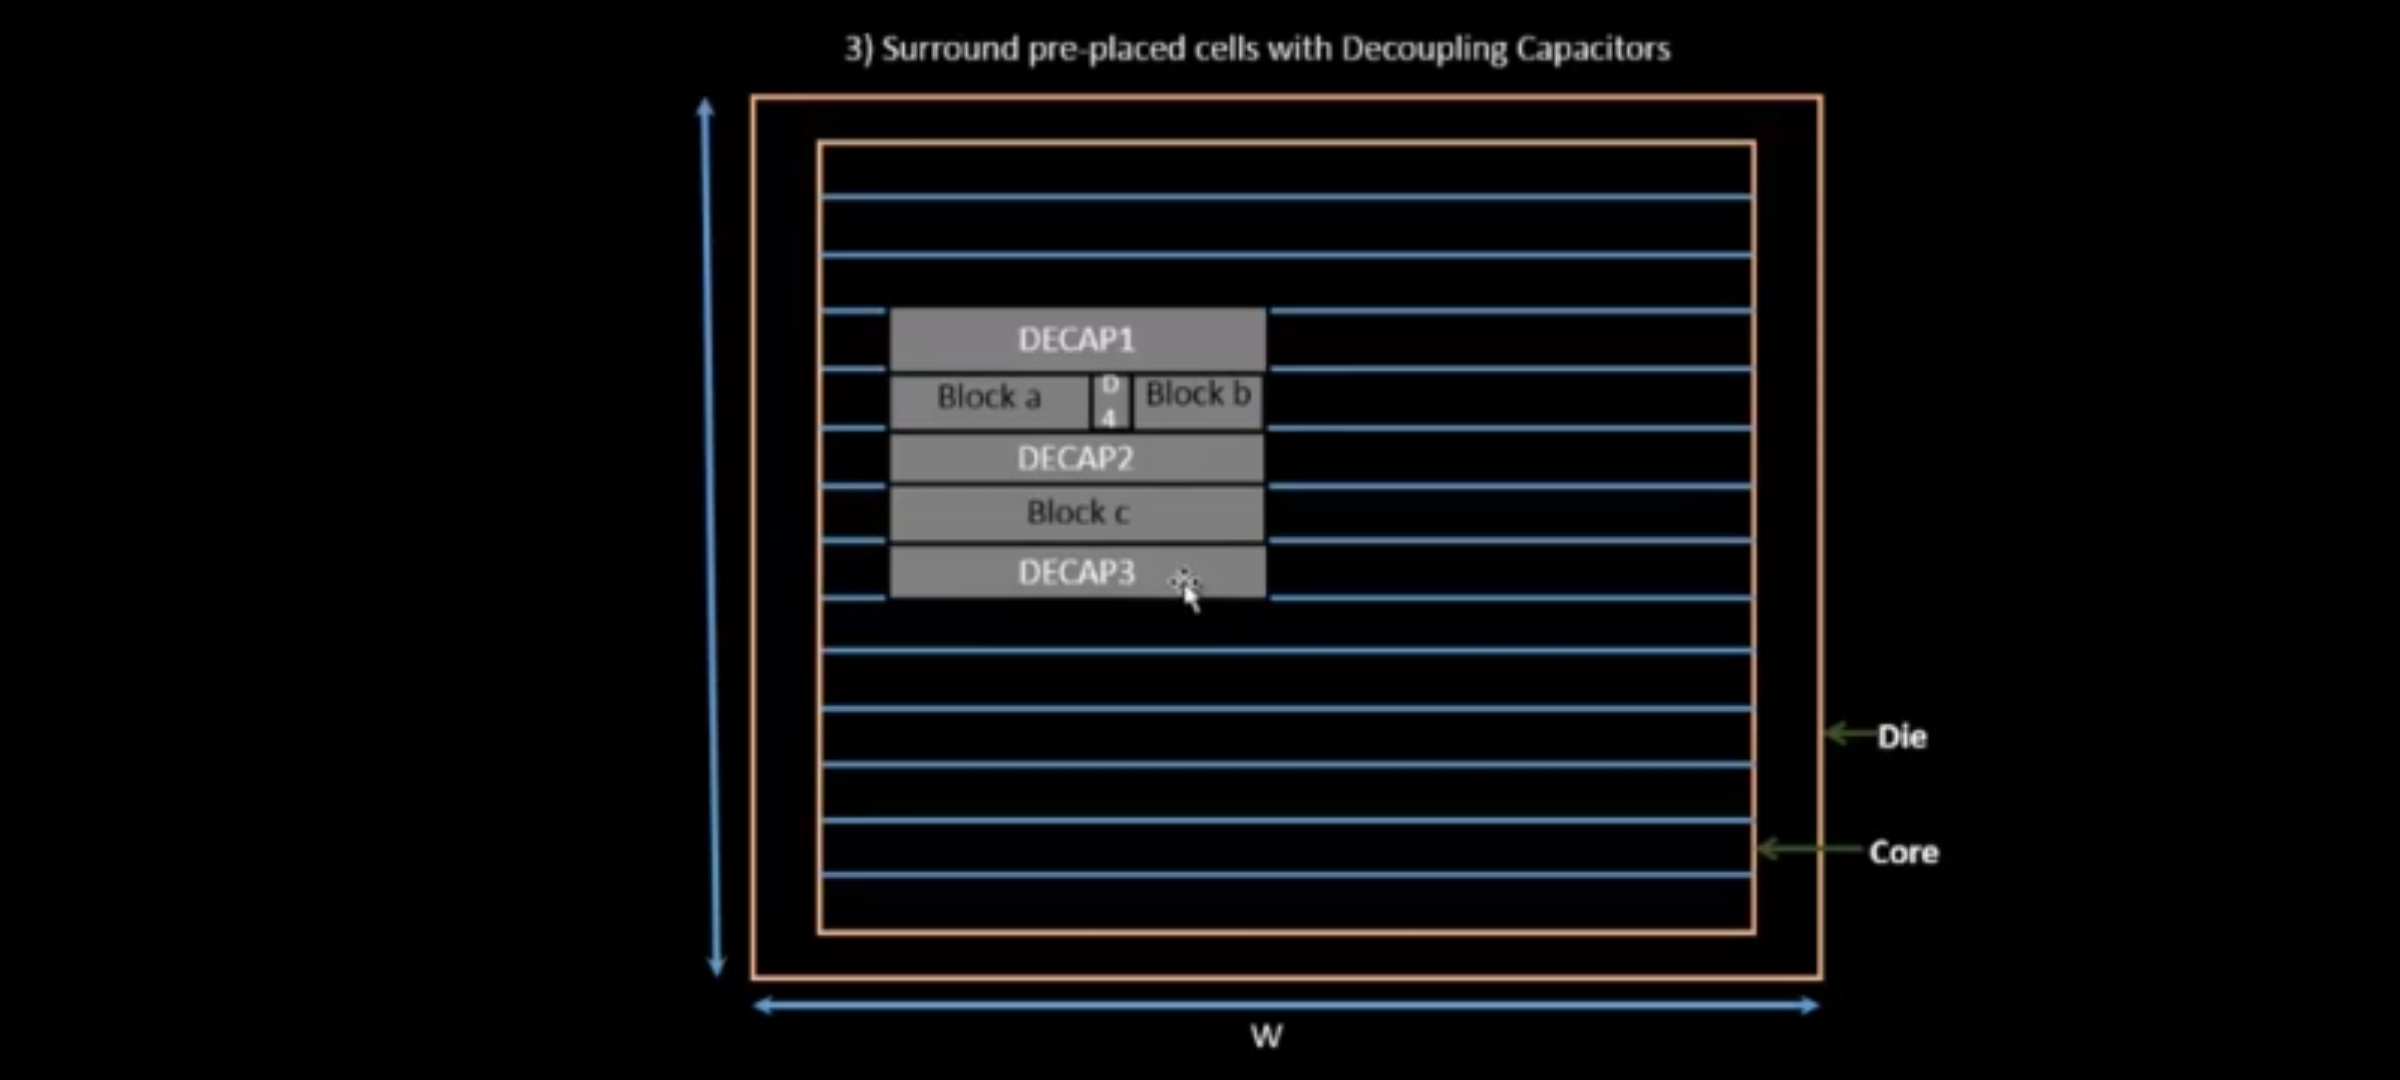 3) Surround pre-placed cells with Decoupling Capacitors
DECAP1
Block a
D
4
Block b
DECAP2
Block c
DECAP3
Die
Core
W